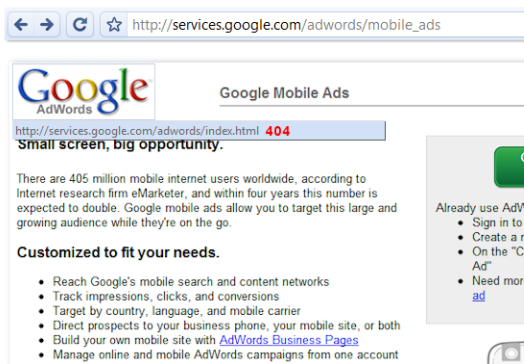 http://services.google.com/adwords/mobile_ads
Google
AdWords
Google Mobile Ads
http://services.google.com/adwords/index.html 404
Small screen, big opportunity.
There are 405 million mobile internet users worldwide, according to
Internet research firm eMarketer, and within four years this number is
expected to double. Google mobile ads allow you to target this large and
growing audience while they're on the go.
Customized to fit your needs.
Reach Google's mobile search and content networks
Track impressions, clicks, and conversions
Target by country, language, and mobile carrier
Direct prospects to your business phone, your mobile site, or both
Build your own mobile site with AdWords Business Pages
Manage online and mobile AdWords campaigns from one account
Already use AdW
Sign in to
Create a
On the "C
Ad"
Need mor
ad